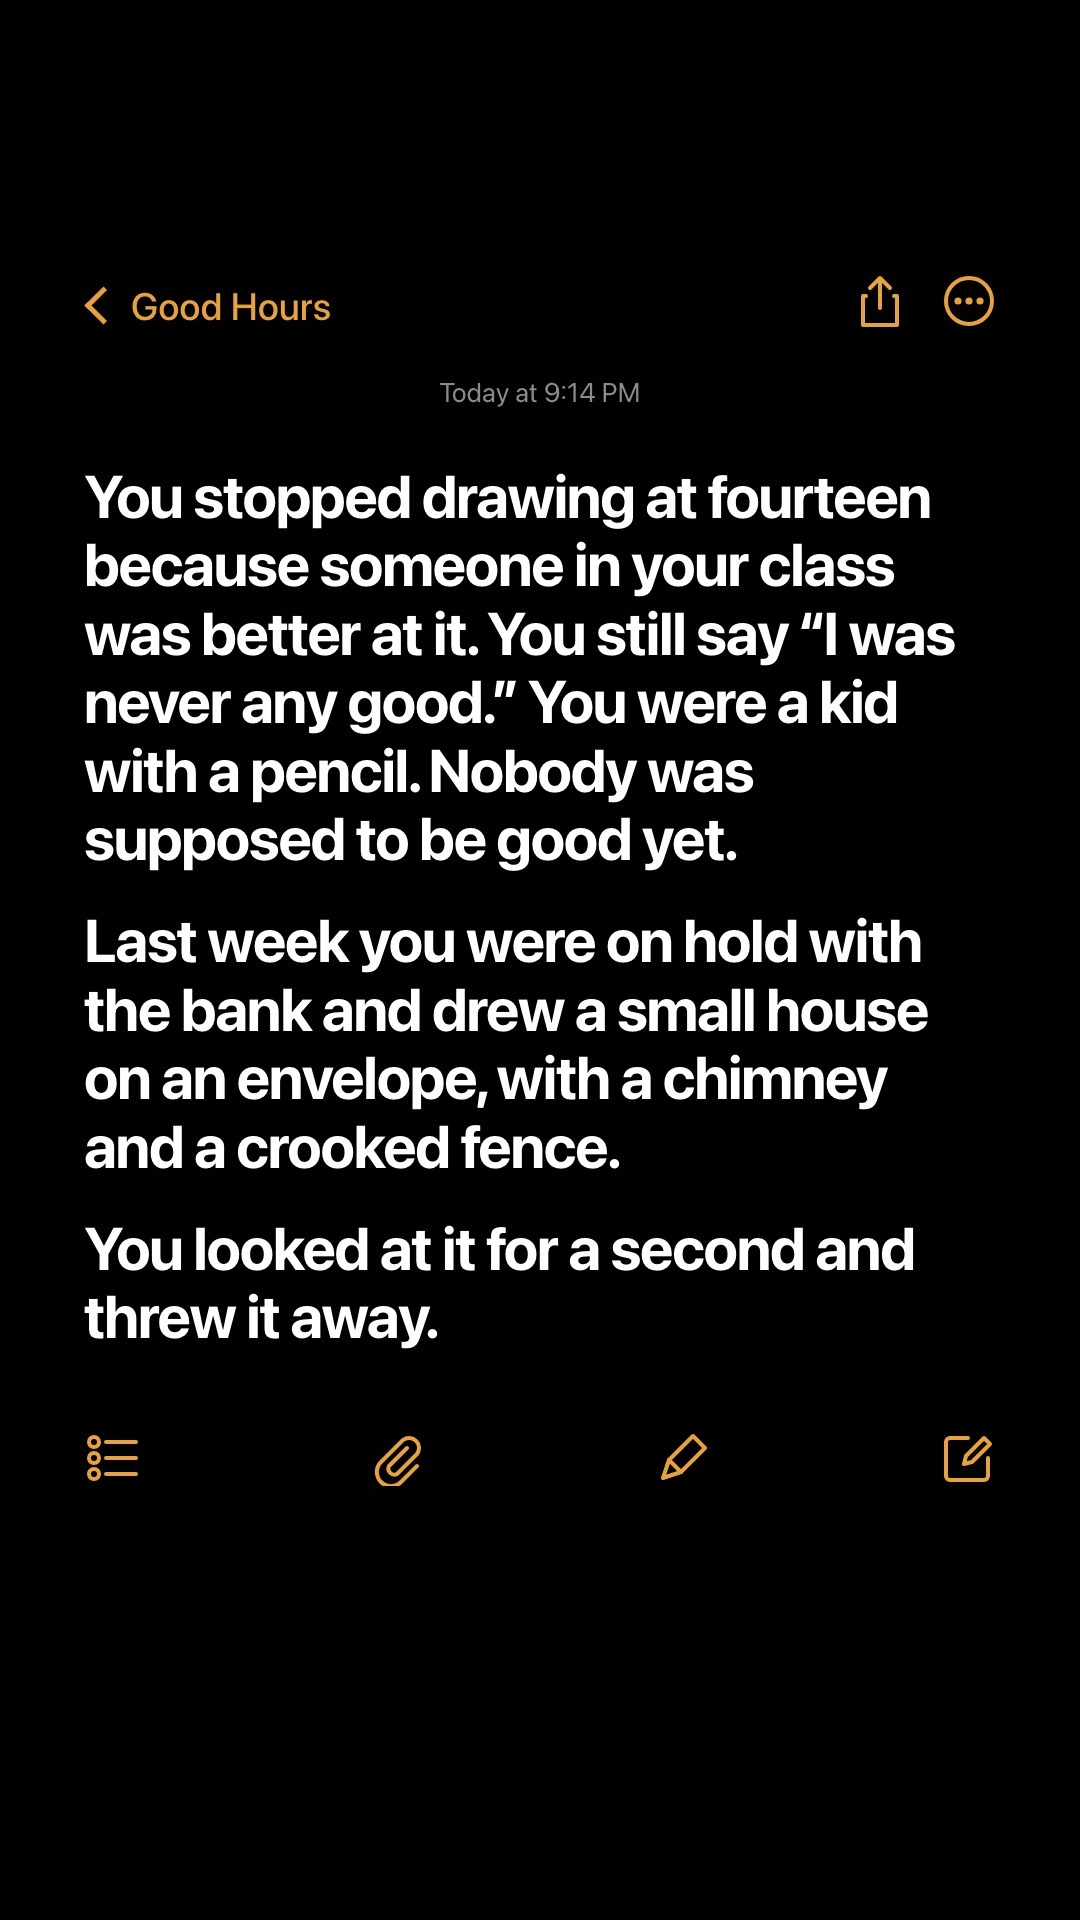 Good Hours
Today at 9:14 PM
You stopped drawing at fourteen
because someone in your class
was better at it. You still say “I was
never any good.” You were a kid
with a pencil. Nobody was
supposed to be good yet.
Last week you were on hold with
the bank and drew a small house
on an envelope, with a chimney
and a crooked fence.
You looked at it for a second and
threw it away.